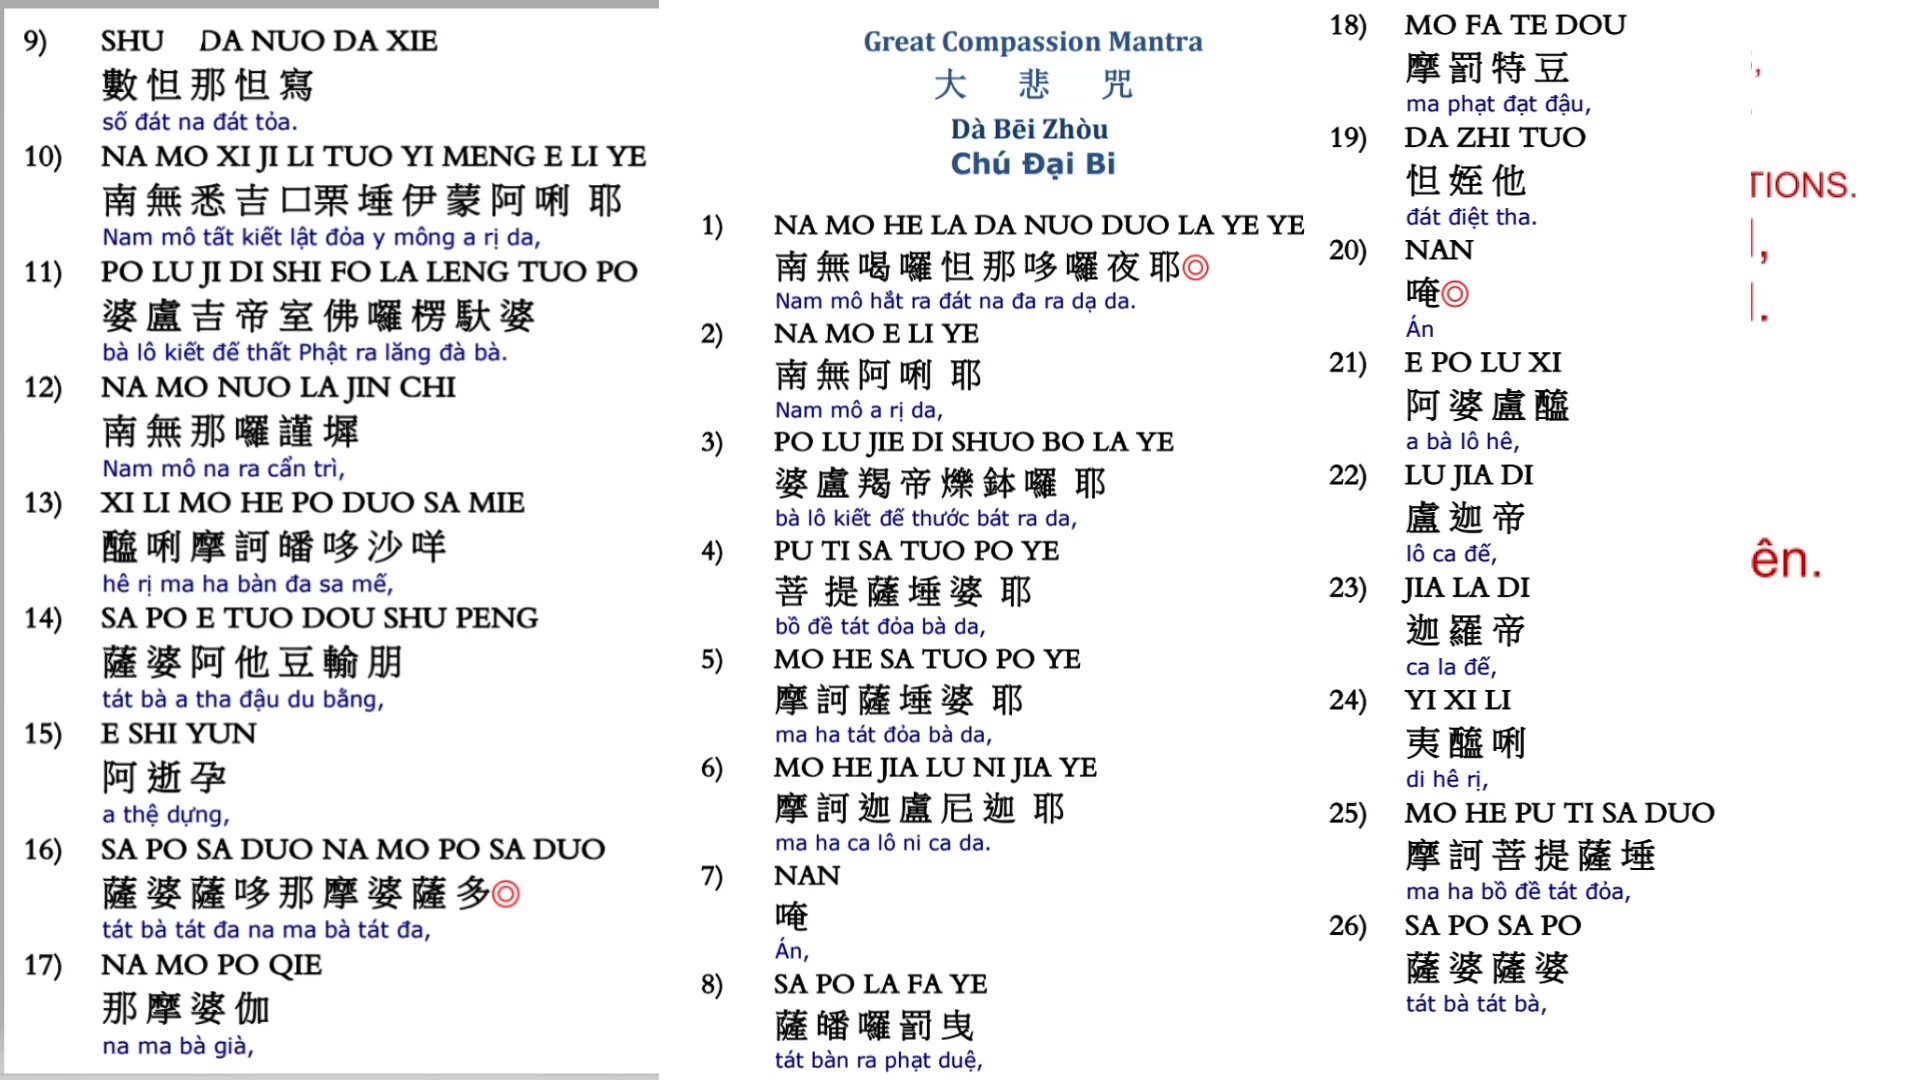 Great Compassion Mantra
大 悲 咒
Dà Bēi Zhòu
Chú Đại Bi
1) NA MO HE LA DA NUO DUO LA YE YE
南 無 喝 囉 怛 那 哆 囉 夜 耶◎
Nam mô hắt ra đát na đa ra dạ da.
2) NA MO E LI YE
南 無 阿 唎 耶
Nam mô a rị da,
3) PO LU JIE DI SHUO BO LA YE
婆 盧 羯 帝 爍 鉢 囉 耶
bà lô kiết đế thước bát ra da,
4) PU TI SA TUO PO YE
菩 提 薩 埵 婆 耶
bồ đề tát đỏa bà da,
5) MO HE SA TUO PO YE
摩 訶 薩 埵 婆 耶
ma ha tát đỏa bà da,
6) MO HE JIA LU NI JIA YE
摩 訶 迦 盧 尼 迦 耶
ma ha ca lô ni ca da.
7) NAN
唵
Án,
8) SA PO LA FA YE
薩 皤 囉 罰 曳
tát bàn ra phạt duệ,
9) SHU DA NUO DA XIE
數 怛 那 怛 寫
số đát na đát tỏa.
10) NA MO XI JI LI TUO YI MENG E LI YE
南 無 悉 吉 口栗 埵 伊 蒙 阿 唎 耶
Nam mô tất kiết lật đỏa y mông a rị da,
11) PO LU JI DI SHI FO LA LENG TUO PO
婆 盧 吉 帝 室 佛 囉 楞 馱 婆
bà lô kiết đế thất Phật ra lăng đà bà.
12) NA MO NUO LA JIN CHI
南 無 那 囉 謹 墀
Nam mô na ra cẩn trì,
13) XI LI MO HE PO DUO SA MIE
醯 唎 摩 訶 皤 哆 沙 咩
hê rị ma ha bàn đa sa mế,
14) SA PO E TUO DOU SHU PENG
薩 婆 阿 他 豆 輸 朋
tát bà a tha đậu du bằng,
15) E SHI YUN
阿 逝 孕
a thệ dựng,
16) SA PO SA DUO NA MO PO SA DUO
薩 婆 薩 哆 那 摩 婆 薩 多◎
tát bà tát đa na ma bà tát đa,
17) NA MO PO QIE
那 摩 婆 伽
na ma bà già,
18) MO FA TE DOU
摩 罰 特 豆
ma phạt đạt đậu,
19) DA ZHI TUO
怛 姪 他
đát điệt tha.
20) NAN
唵◎
Án
21) E PO LU XI
阿 婆 盧 醯
a bà lô hê,
22) LU JIA DI
盧 迦 帝
lô ca đế,
23) JIA LA DI
迦 羅 帝
ca la đế,
24) YI XI LI
夷 醯 唎
di hê rị,
25) MO HE PU TI SA DUO
摩 訶 菩 提 薩 埵
ma ha bồ đề tát đỏa,
26) SA PO SA PO
薩 婆 薩 婆
tát bà tát bà,
TIONS.
ên.